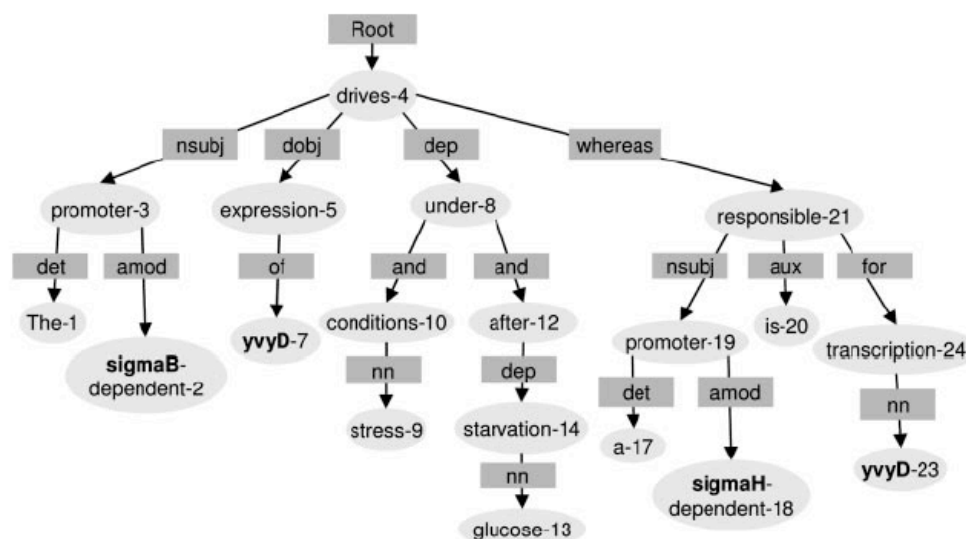 Root
drives-4
nsubj dobj dep whereas
promoter-3 expression-5 under-8 responsible-21
det amod of and and nsubj aux for
The-1 sigmaB-dependent-2 yvyD-7 conditions-10 after-12 promoter-19 is-20 transcription-24
nn dep det amod nn
stress-9 starvation-14 a-17 sigmaH-dependent-18 yvyD-23
nn
glucose-13